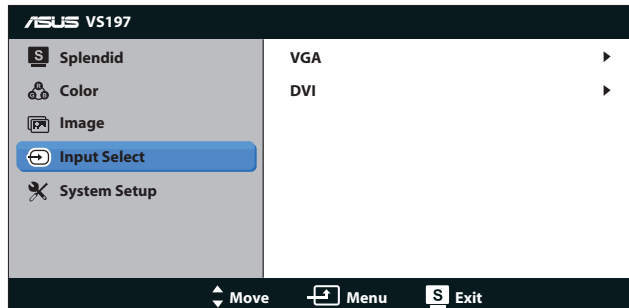 ASUS VS197
S Splendid
R G B Color
Image
Input Select
System Setup
VGA
DVI
Move Menu S Exit